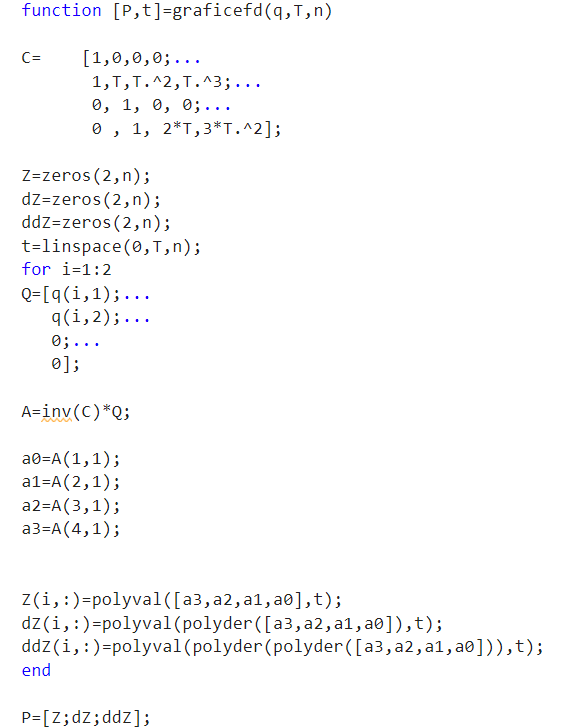 function [P,t]=graficefd(q,T,n)
C= [1,0,0,0;...
1,T,T.^2,T.^3;...
0, 1, 0, 0;...
0 , 1, 2*T,3*T.^2];
Z=zeros(2,n);
dZ=zeros(2,n);
ddZ=zeros(2,n);
t=linspace(0,T,n);
for i=1:2
Q=[q(i,1);...
q(i,2);...
0;...
0];
A=inv(C)*Q;
a0=A(1,1);
a1=A(2,1);
a2=A(3,1);
a3=A(4,1);
Z(i,:)=polyval([a3,a2,a1,a0],t);
dZ(i,:)=polyval(polyder([a3,a2,a1,a0]),t);
ddZ(i,:)=polyval(polyder(polyder([a3,a2,a1,a0])),t);
end
P=[Z;dZ;ddZ];